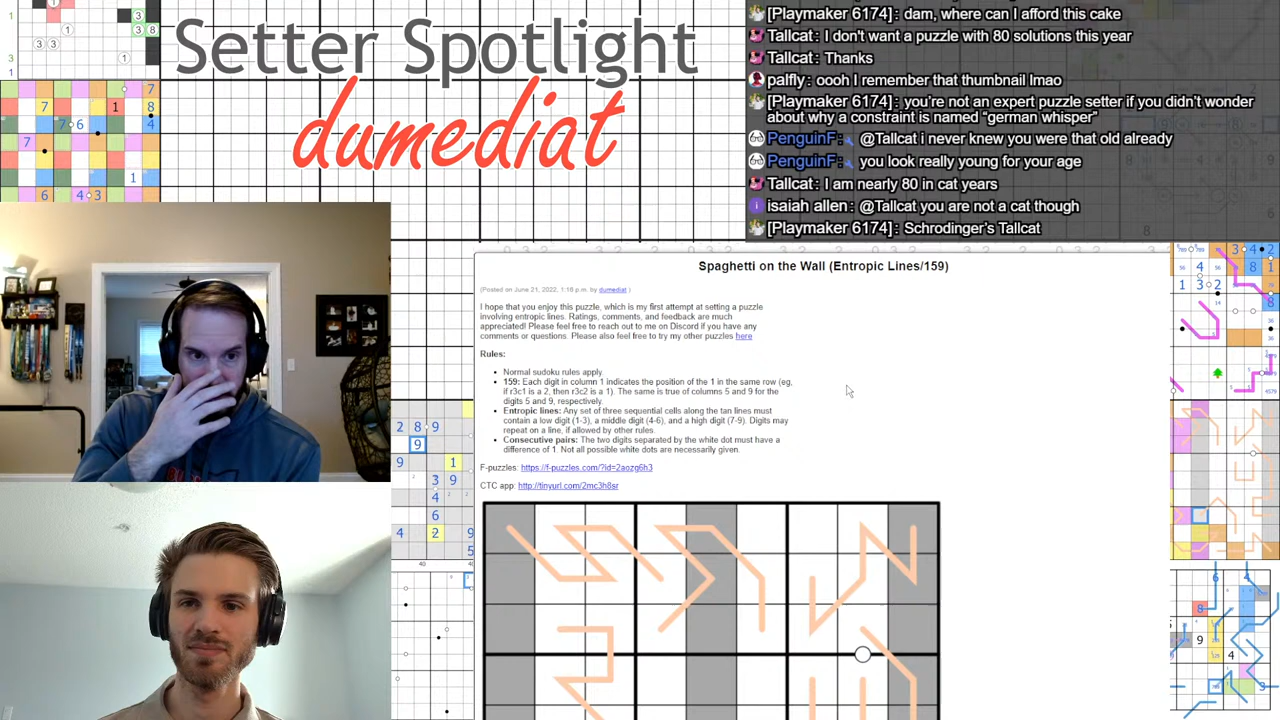 Setter Spotlight
dumediat
[Playmaker 6174]: dam, where can I afford this cake
Tallcat: I don't want a puzzle with 80 solutions this year
Tallcat: Thanks
palfly: oooh I remember that thumbnail lmao
[Playmaker 6174]: you're not an expert puzzle setter if you didn't wonder
about why a constraint is named “german whisper”
PenguinF: @Tallcat i never knew you were that old already
PenguinF: you look really young for your age
Tallcat: I am nearly 80 in cat years
isaiah allen: @Tallcat you are not a cat though
[Playmaker 6174]: Schrodinger's Tallcat
Spaghetti on the Wall (Entropic Lines/159)
(Posted on June 21, 2022, 1:18 p.m. by dumediat )
I hope that you enjoy this puzzle, which is my first attempt at setting a puzzle
involving entropic lines. Ratings, comments, and feedback are much
appreciated! Please feel free to reach out to me on Discord if you have any
comments or questions. Please also feel free to try my other puzzles here
Rules:
Normal sudoku rules apply.
159: Each digit in column 1 indicates the position of the 1 in the same row (eg,
if r3c1 is a 2, then r3c2 is a 1). The same is true of columns 5 and 9 for the
digits 5 and 9, respectively.
Entropic lines: Any set of three sequential cells along the tan lines must
contain a low digit (1-3), a middle digit (4-6), and a high digit (7-9). Digits may
repeat on a line, if allowed by other rules.
Consecutive pairs: The two digits separated by the white dot must have a
difference of 1. Not all possible white dots are necessarily given.
F-puzzles: https://f-puzzles.com/?id=2aozg6h3
CTC app: http://tinyurl.com/2mc3h8sr